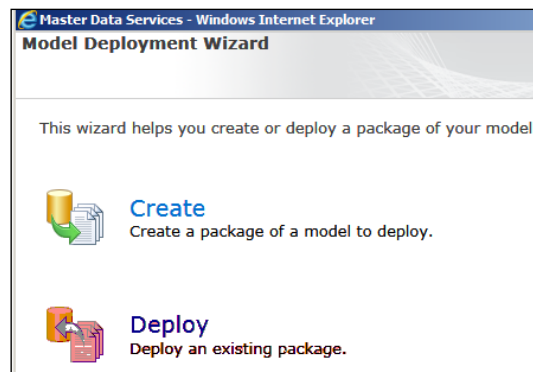 Master Data Services - Windows Internet Explorer
Model Deployment Wizard
This wizard helps you create or deploy a package of your model
Create
Create a package of a model to deploy.
Deploy
Deploy an existing package.